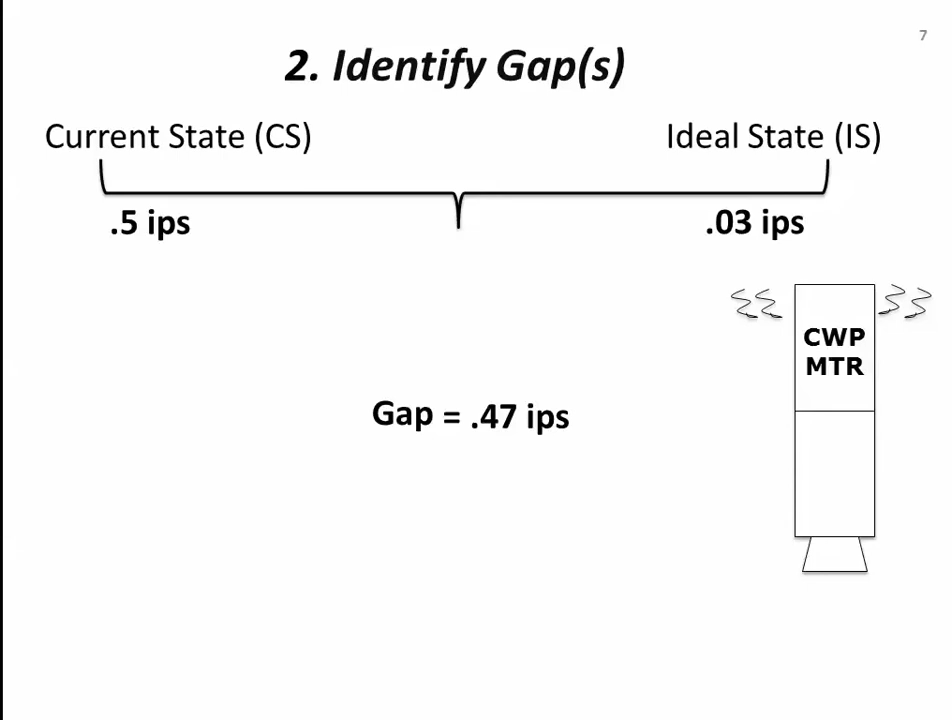 7
2. Identify Gap(s)
Current State (CS) Ideal State (IS)
.5 ips .03 ips
CWP
MTR
Gap = .47 ips